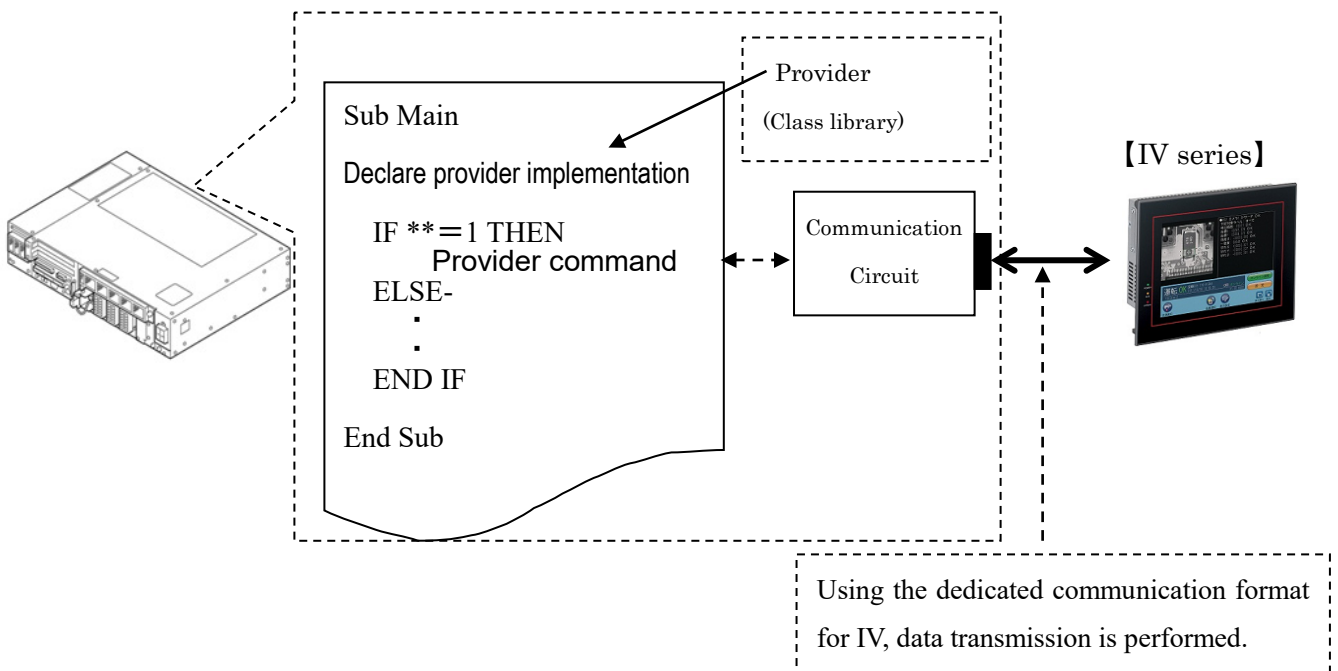 Sub Main
Declare provider implementation
IF **＝1 THEN
Provider command
ELSE-
・
・
END IF
End Sub
Provider
(Class library)
Communication
Circuit
【IV series】
Using the dedicated communication format
for IV, data transmission is performed.